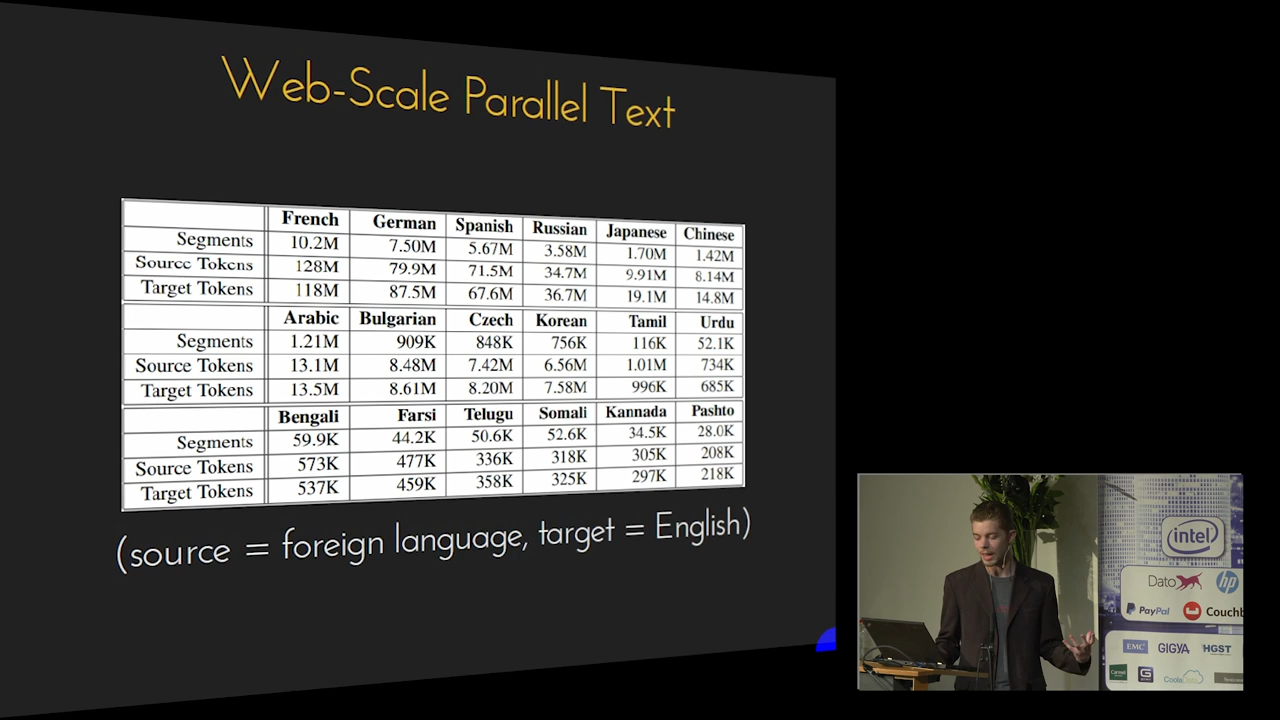 Web-Scale Parallel Text
French German Spanish Russian Japanese Chinese
Segments 10.2M 7.50M 5.67M 3.58M 1.70M 1.42M
Source Tokens 128M 79.9M 71.5M 34.7M 9.91M 8.14M
Target Tokens 118M 87.5M 67.6M 36.7M 19.1M 14.8M
Arabic Bulgarian Czech Korean Tamil Urdu
Segments 1.21M 909K 848K 756K 116K 52.1K
Source Tokens 13.1M 8.48M 7.42M 6.56M 1.01M 734K
Target Tokens 13.5M 8.61M 8.20M 7.58M 996K 685K
Bengali Farsi Telugu Somali Kannada Pashto
Segments 59.9K 44.2K 50.6K 52.6K 34.5K 28.0K
Source Tokens 573K 477K 336K 318K 305K 208K
Target Tokens 537K 459K 358K 325K 297K 218K
(source = foreign language, target = English)
intel
Dato hp
PayPal Couchb
EMC GIGYA HGST